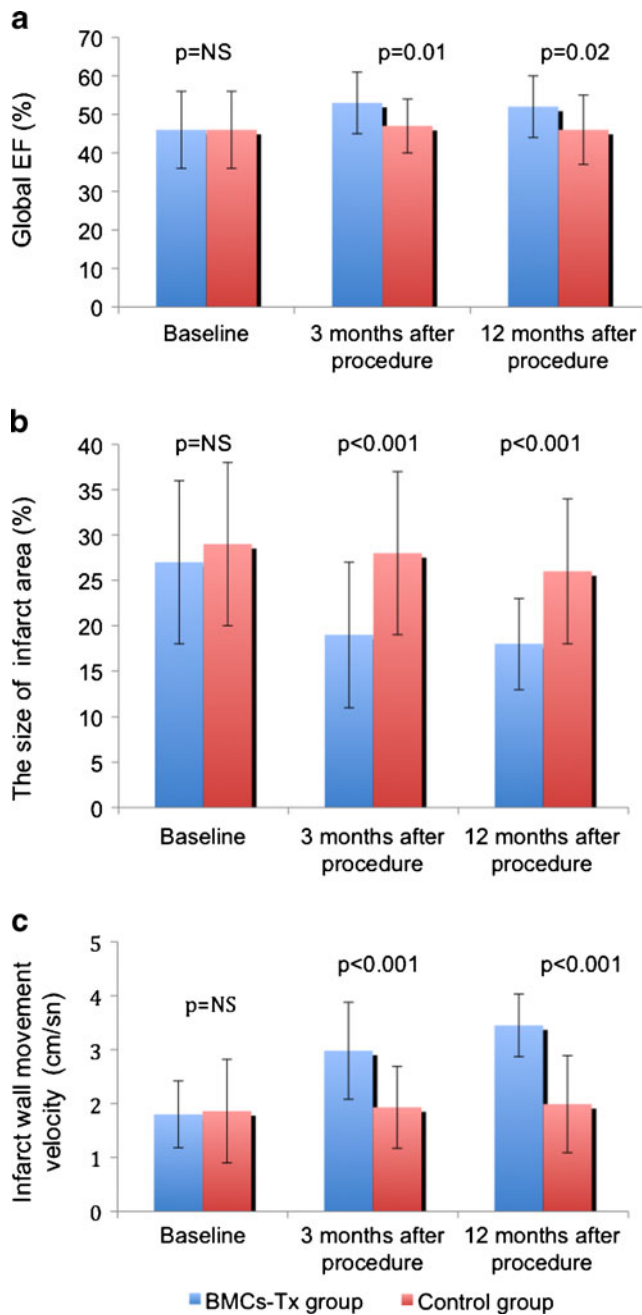 a
p=NS p=0.01 p=0.02
Global EF (%)
70
60
50
40
30
20
10
0
Baseline 3 months after procedure 12 months after procedure
b
p=NS p<0.001 p<0.001
The size of infarct area (%)
40
35
30
25
20
15
10
5
0
Baseline 3 months after procedure 12 months after procedure
c
p=NS p<0.001 p<0.001
Infarct wall movement
velocity (cm/sn)
5
4
3
2
1
0
Baseline 3 months after procedure 12 months after procedure
BMCs-Tx group Control group